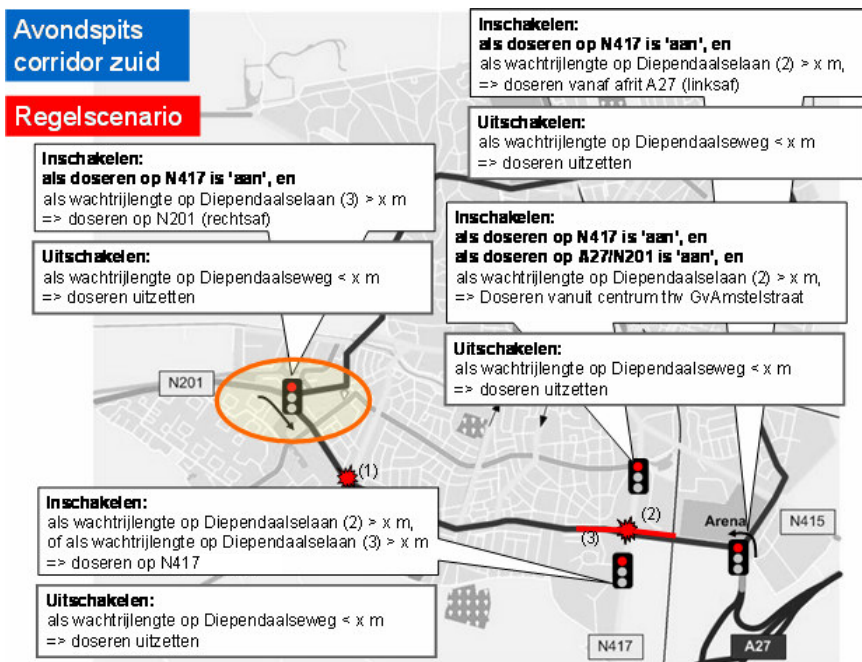 Avondspits
corridor zuid
Regelscenario
Inschakelen:
als doseren op N417 is 'aan', en
als wachtrijlengte op Diependaalselaan (2) > x m,
=> doseren vanaf afrit A27 (linksaf)
Uitschakelen:
als wachtrijlengte op Diependaalseweg < x m
=> doseren uitzetten
Inschakelen:
als doseren op N417 is 'aan', en
als wachtrijlengte op Diependaalselaan (3) > x m
=> doseren op N201 (rechtsaf)
Uitschakelen:
als wachtrijlengte op Diependaalseweg < x m
=> doseren uitzetten
Inschakelen:
als doseren op N417 is 'aan', en
als doseren op A27/N201 is 'aan', en
als wachtrijlengte op Diependaalselaan (2) > x m,
=> Doseren vanuit centrum thv GvAmstelstraat
Uitschakelen:
als wachtrijlengte op Diependaalseweg < x m
=> doseren uitzetten
N201
(1)
Inschakelen:
als wachtrijlengte op Diependaalselaan (2) > x m,
of als wachtrijlengte op Diependaalselaan (3) > x m
=> doseren op N417
Uitschakelen:
als wachtrijlengte op Diependaalseweg < x m
=> doseren uitzetten
(2)
(3)
Arena
N415
N417
A27